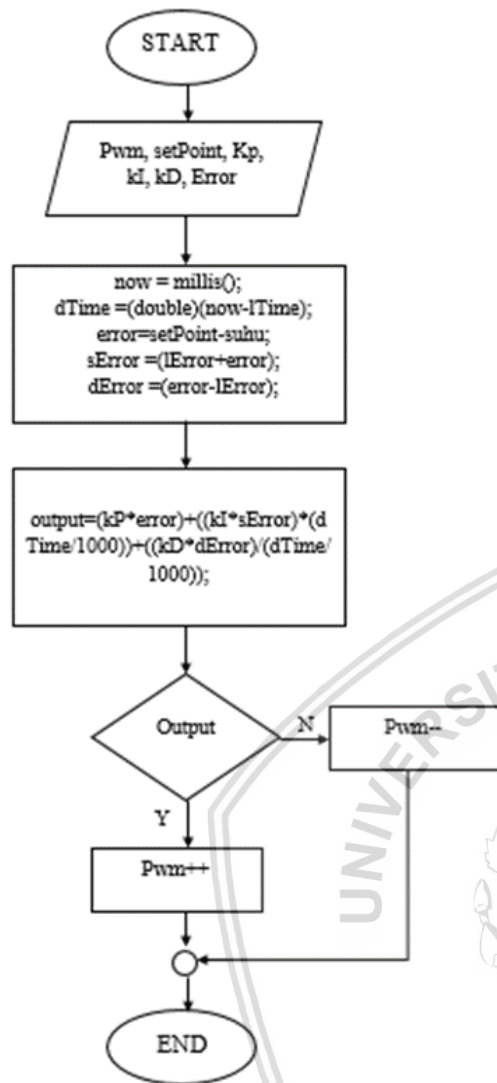 START
Pwm, setPoint, Kp,
kI, kD, Error
now = millis();
dTime =(double)(now-lTime);
error=setPoint-suhu;
sError =(lError+error);
dError =(error-lError);
output=(kP*error)+((kI*sError)*(d
Time/1000))+((kD*dError)/(dTime/
1000));
Output
N
Pwm--
Y
Pwm++
END